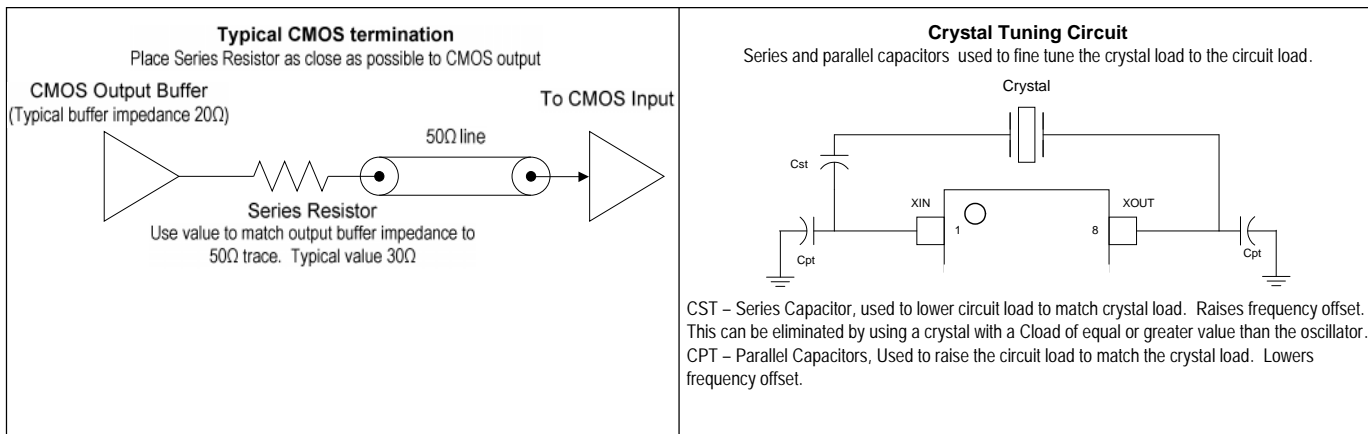 Typical CMOS termination
Place Series Resistor as close as possible to CMOS output
CMOS Output Buffer
(Typical buffer impedance 20Ω)
To CMOS Input
50Ω line
Series Resistor
Use value to match output buffer impedance to
50Ω trace. Typical value 30Ω
Crystal Tuning Circuit
Series and parallel capacitors used to fine tune the crystal load to the circuit load.
Crystal
Cst
XIN
XOUT
1
8
Cpt
Cpt
CST – Series Capacitor, used to lower circuit load to match crystal load. Raises frequency offset.
This can be eliminated by using a crystal with a Cload of equal or greater value than the oscillator.
CPT – Parallel Capacitors, Used to raise the circuit load to match the crystal load. Lowers
frequency offset.